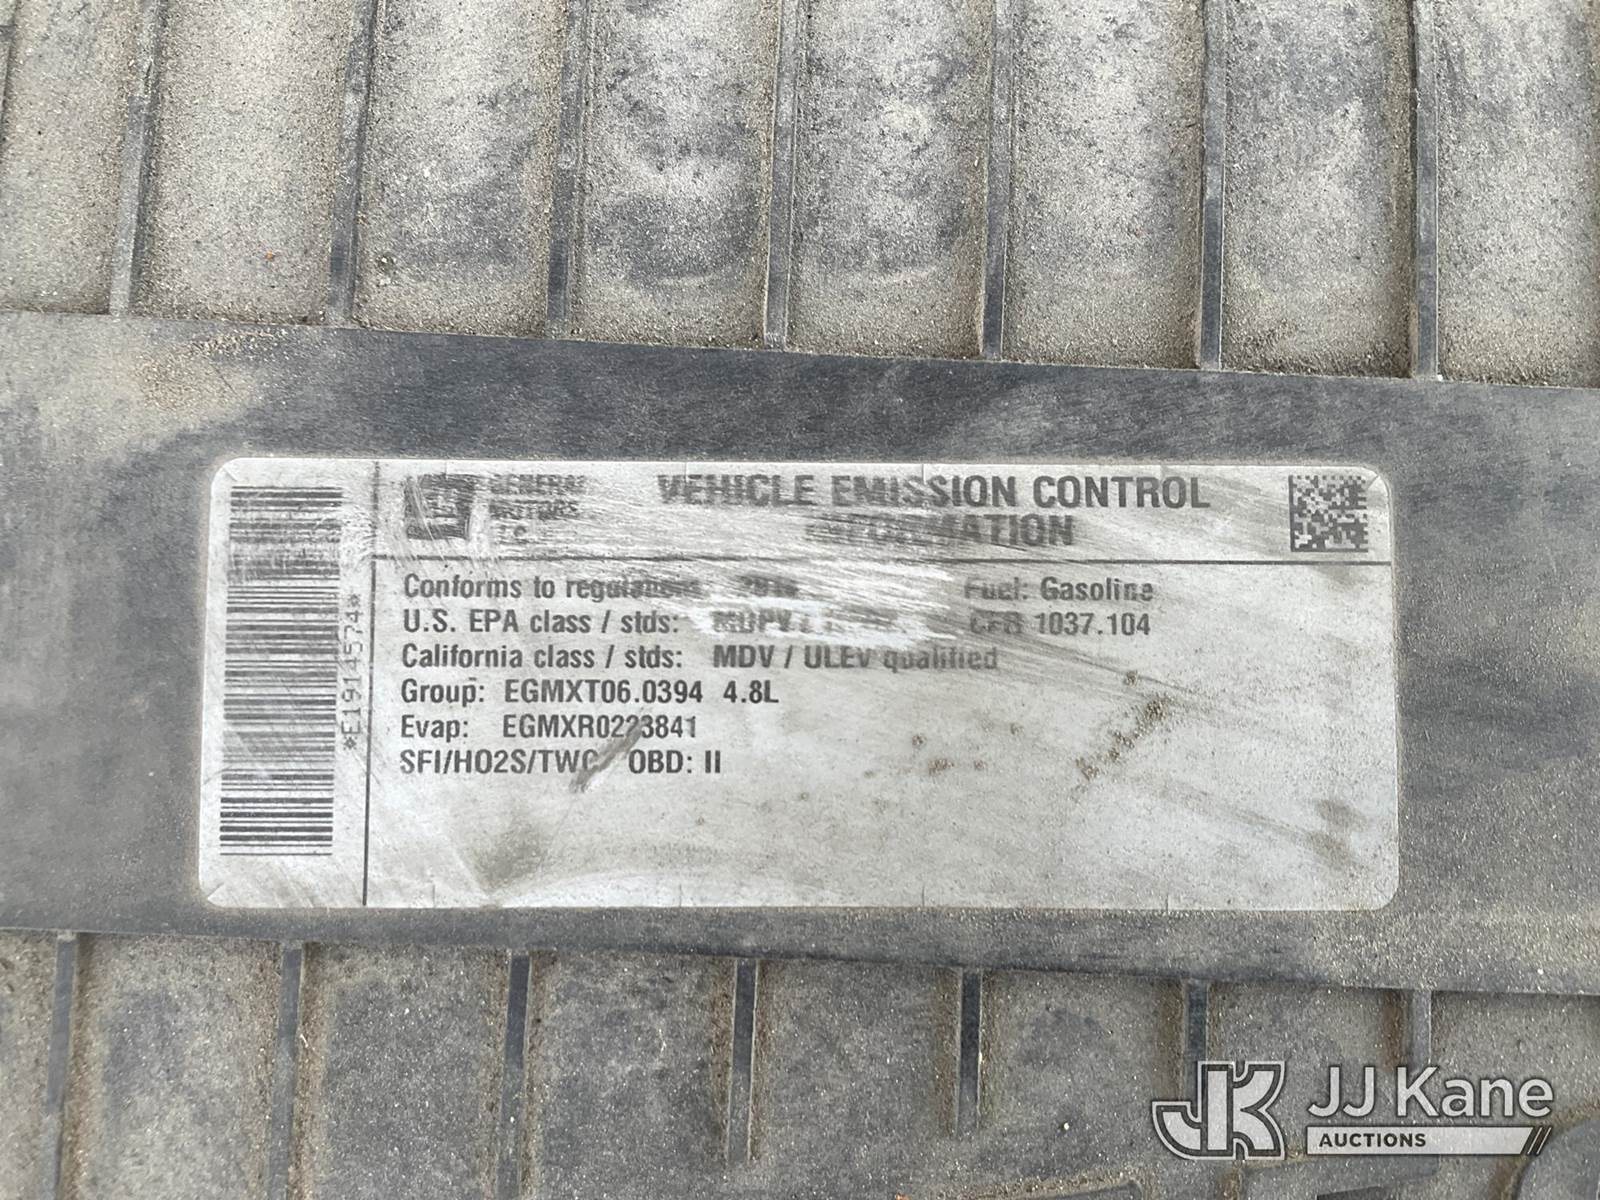 GENERAL
MOTORS
VEHICLE EMISSION CONTROL
INFORMATION
Conforms to regulations
Fuel: Gasoline
U.S. EPA class / stds:
CFR 1037.104
California class / stds: MDV / ULEV qualified
Group: EGMXT06.0394 4.8L
Evap: EGMXR0223841
SFI/HO2S/TWC OBD: II
*E1914574*
JJ Kane
AUCTIONS